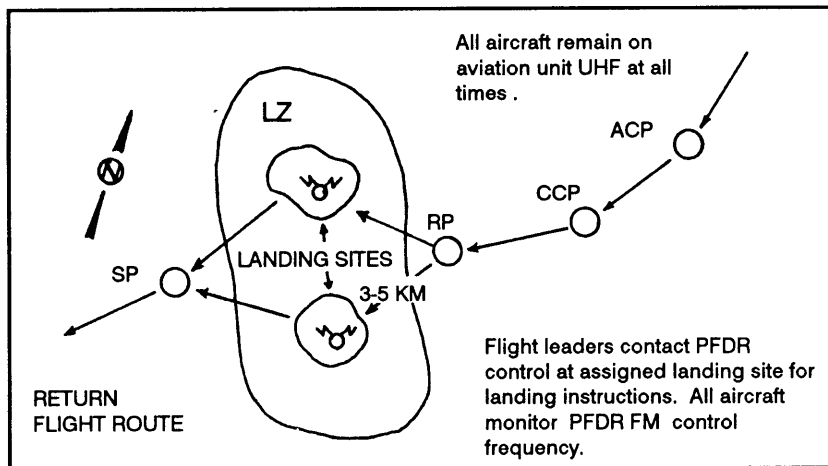 All aircraft remain on
aviation unit UHF at all
times .
LZ
ACP
N
CCP
RP
LANDING SITES
SP
3-5 KM
Flight leaders contact PFDR
control at assigned landing site for
landing instructions. All aircraft
monitor PFDR FM control
frequency.
RETURN
FLIGHT ROUTE